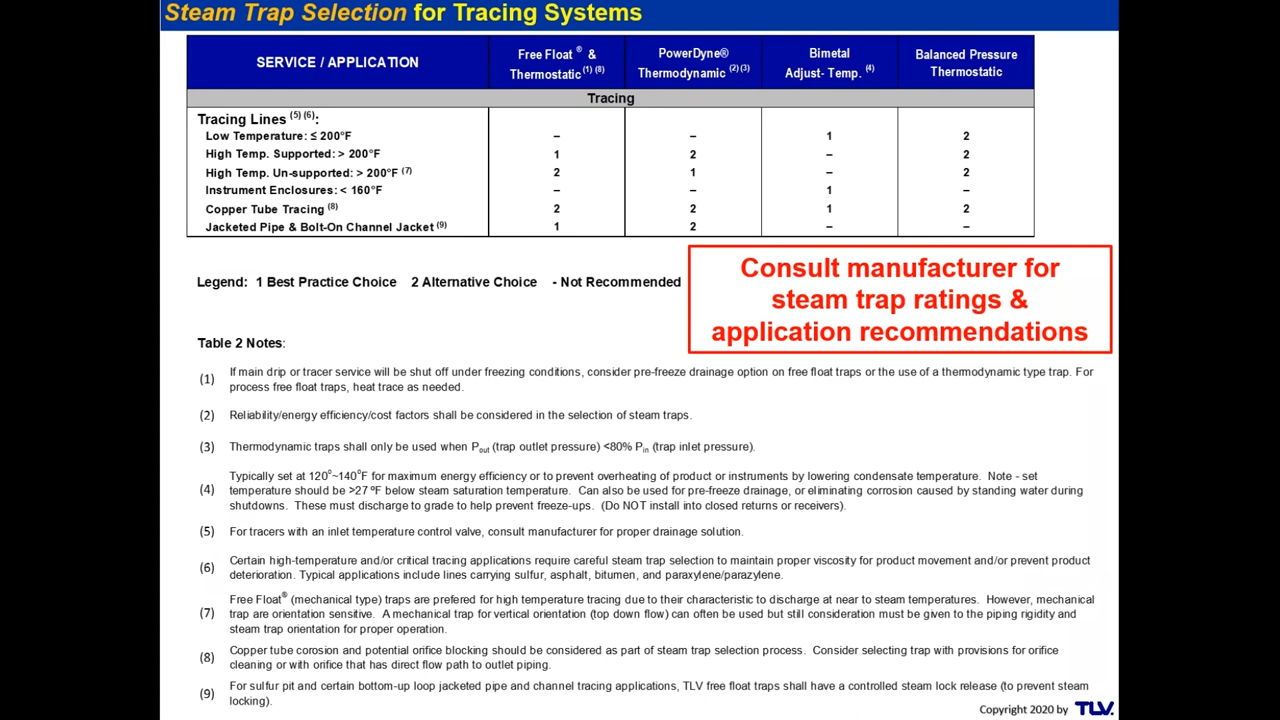 Steam Trap Selection for Tracing Systems
SERVICE / APPLICATION Free Float ® & Thermostatic (1) (8) PowerDyne® Thermodynamic (2) (3) Bimetal Adjust- Temp. (4) Balanced Pressure Thermostatic
Tracing
Tracing Lines (5) (6):
Low Temperature: ≤ 200°F – – 1 2
High Temp. Supported: > 200°F 1 2 – 2
High Temp. Un-supported: > 200°F (7) 2 1 – 2
Instrument Enclosures: < 160°F – – 1 –
Copper Tube Tracing (8) 2 2 1 2
Jacketed Pipe & Bolt-On Channel Jacket (9) 1 2 – –
Legend: 1 Best Practice Choice 2 Alternative Choice - Not Recommended
Consult manufacturer for
steam trap ratings &
application recommendations
Table 2 Notes:
(1) If main drip or tracer service will be shut off under freezing conditions, consider pre-freeze drainage option on free float traps or the use of a thermodynamic type trap. For
process free float traps, heat trace as needed.
(2) Reliability/energy efficiency/cost factors shall be considered in the selection of steam traps.
(3) Thermodynamic traps shall only be used when Pout (trap outlet pressure) <80% Pin (trap inlet pressure).
(4) Typically set at 120°~140°F for maximum energy efficiency or to prevent overheating of product or instruments by lowering condensate temperature. Note - set
temperature should be >27 ºF below steam saturation temperature. Can also be used for pre-freeze drainage, or eliminating corrosion caused by standing water during
shutdowns. These must discharge to grade to help prevent freeze-ups. (Do NOT install into closed returns or receivers).
(5) For tracers with an inlet temperature control valve, consult manufacturer for proper drainage solution.
(6) Certain high-temperature and/or critical tracing applications require careful steam trap selection to maintain proper viscosity for product movement and/or prevent product
deterioration. Typical applications include lines carrying sulfur, asphalt, bitumen, and paraxylene/parazylene.
(7) Free Float® (mechanical type) traps are prefered for high temperature tracing due to their characteristic to discharge at near to steam temperatures. However, mechanical
trap are orientation sensitive. A mechanical trap for vertical orientation (top down flow) can often be used but still consideration must be given to the piping rigidity and
steam trap orientation for proper operation.
(8) Copper tube corosion and potential orifice blocking should be considered as part of steam trap selection process. Consider selecting trap with provisions for orifice
cleaning or with orifice that has direct flow path to outlet piping.
(9) For sulfur pit and certain bottom-up loop jacketed pipe and channel tracing applications, TLV free float traps shall have a controlled steam lock release (to prevent steam
locking).
Copyright 2020 by TLV.